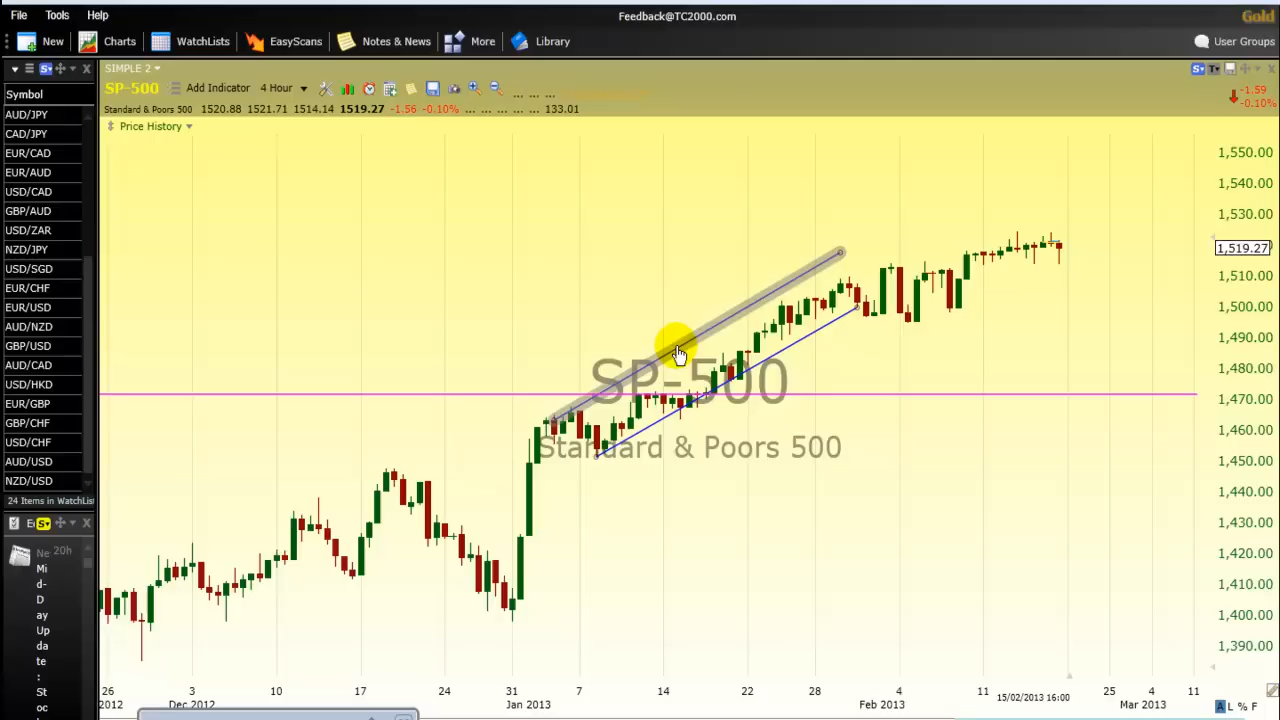 File Tools Help
Feedback@TC2000.com
Gold
New Charts WatchLists EasyScans Notes & News More Library
User Groups
SIMPLE 2
SP-500 Add Indicator 4 Hour ... ... ...
-1.59
-0.10%
Standard & Poors 500 1520.88 1521.71 1514.14 1519.27 -1.56 -0.10% ... ... ... ... ... 133.01
Price History
Symbol
AUD/JPY
CAD/JPY
EUR/CAD
EUR/AUD
USD/CAD
GBP/AUD
USD/ZAR
NZD/JPY
USD/SGD
EUR/CHF
EUR/USD
AUD/NZD
GBP/USD
AUD/CAD
USD/HKD
EUR/GBP
GBP/CHF
USD/CHF
AUD/USD
NZD/USD
24 Items in WatchList
Ne 20h
Mi
d-
D
ay
Up
da
te
:
St
oc
SP-500
Standard & Poors 500
1,550.00
1,540.00
1,530.00
1,519.27
1,510.00
1,500.00
1,490.00
1,480.00
1,470.00
1,460.00
1,450.00
1,440.00
1,430.00
1,420.00
1,410.00
1,400.00
1,390.00
26 3 10 17 24 31 7 14 22 28 4 11 15/02/2013 16:00 25 4 11
2012 Dec 2012 Jan 2013 Feb 2013 Mar 2013
A L % F